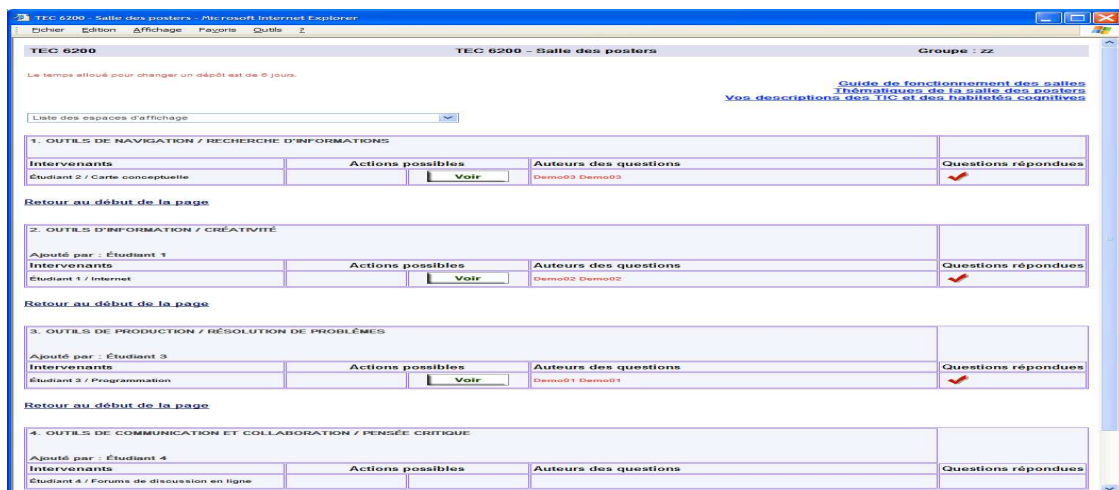 TEC 6200 - Salle des posters - Microsoft Internet Explorer
Fichier Edition Affichage Favoris Outils ?
TEC 6200 TEC 6200 - Salle des posters Groupe : zz
Le temps alloué pour changer un dépôt est de 6 jours.
Guide de fonctionnement des salles
Thématiques de la salle des posters
Vos descriptions des TIC et des habiletés cognitives
Liste des espaces d'affichage
1. OUTILS DE NAVIGATION / RECHERCHE D'INFORMATIONS
Intervenants Actions possibles Auteurs des questions Questions répondues
Étudiant 2 / Carte conceptuelle Voir Demo03 Demo03
Retour au début de la page
2. OUTILS D'INFORMATION / CRÉATIVITÉ
Ajouté par : Étudiant 1
Intervenants Actions possibles Auteurs des questions Questions répondues
Étudiant 1 / Internet Voir Demo02 Demo02
Retour au début de la page
3. OUTILS DE PRODUCTION / RÉSOLUTION DE PROBLÈMES
Ajouté par : Étudiant 3
Intervenants Actions possibles Auteurs des questions Questions répondues
Étudiant 3 / Programmation Voir Demo01 Demo01
Retour au début de la page
4. OUTILS DE COMMUNICATION ET COLLABORATION / PENSÉE CRITIQUE
Ajouté par : Étudiant 4
Intervenants Actions possibles Auteurs des questions Questions répondues
Étudiant 4 / Forums de discussion en ligne